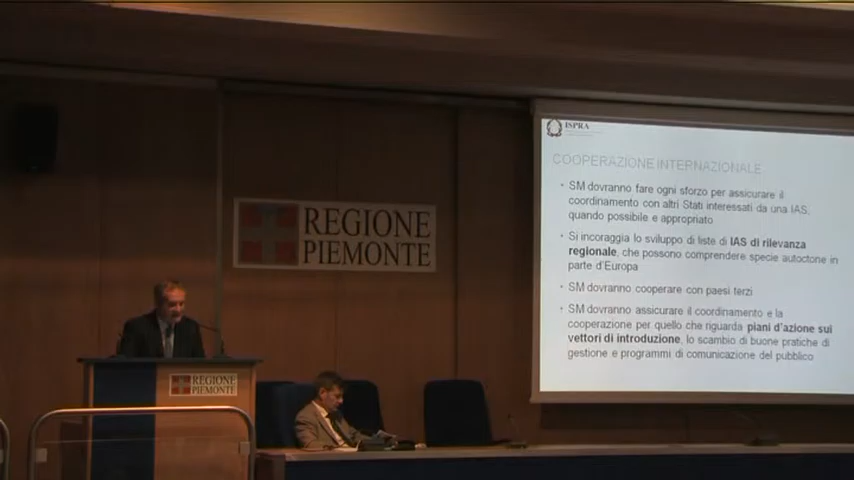 ISPRA
COOPERAZIONE INTERNAZIONALE
• SM dovranno fare ogni sforzo per assicurare il
coordinamento con altri Stati interessati da una IAS,
quando possibile e appropriato
• Si incoraggia lo sviluppo di liste di IAS di rilevanza
regionale, che possono comprendere specie autoctone in
parte d'Europa
• SM dovranno cooperare con paesi terzi
• SM dovranno assicurare il coordinamento e la
cooperazione per quello che riguarda piani d'azione sui
vettori di introduzione, lo scambio di buone pratiche di
gestione e programmi di comunicazione del pubblico
REGIONE
PIEMONTE
REGIONE
PIEMONTE